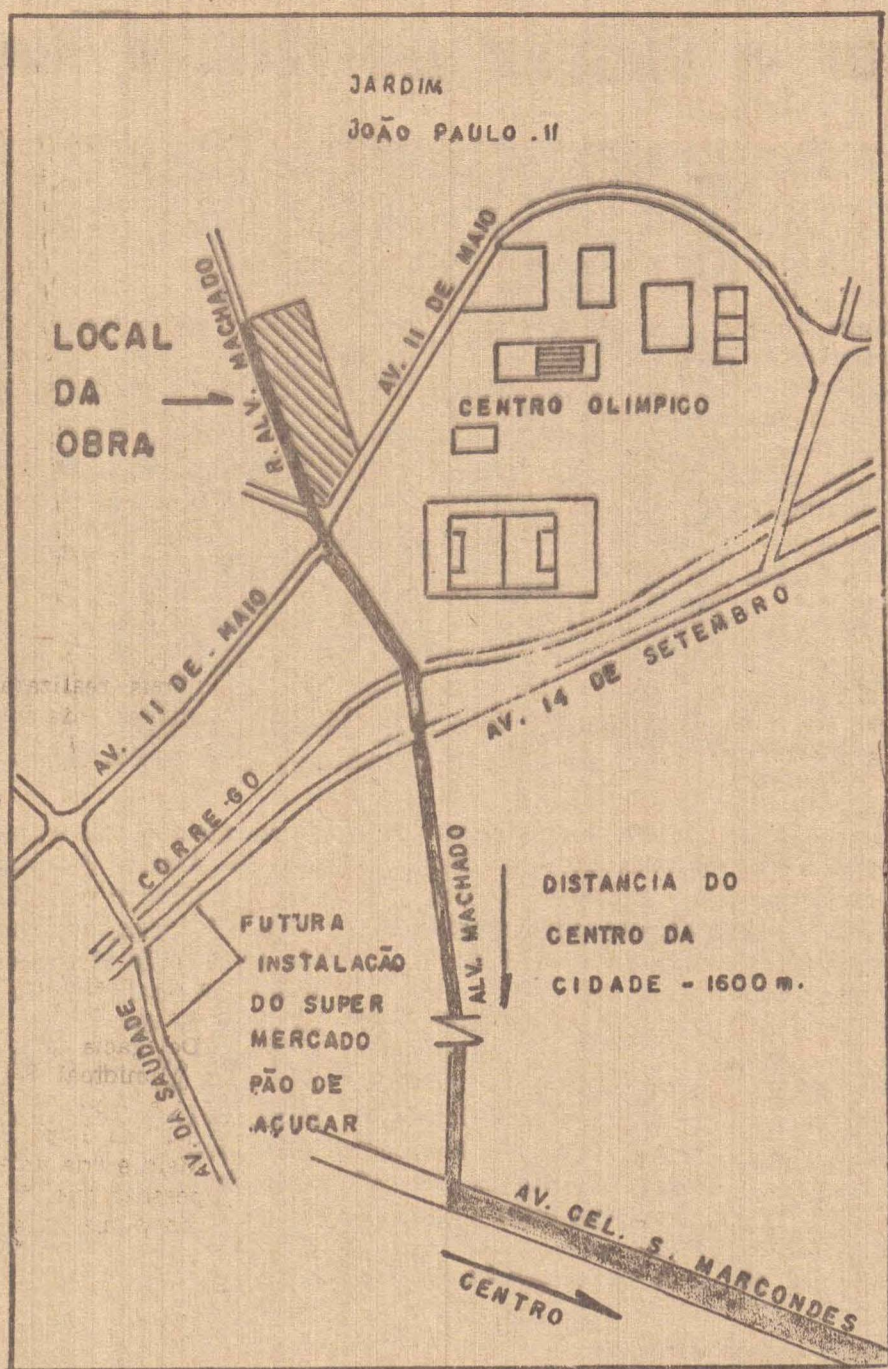 JARDIM
JOÃO PAULO .II
R. ALV. MACHADO
AV. 11 DE MAIO
LOCAL
DA
OBRA
CENTRO OLIMPICO
AV. 11 DE - MAIO
AV. 14 DE SETEMBRO
CORRE-GO
ALV. MACHADO
DISTANCIA DO
CENTRO DA
CIDADE - 1600 m.
FUTURA
INSTALAÇÃO
DO SUPER
MERCADO
PÃO DE
AÇUCAR
AV. DA SAUDADE
AV. CEL. S. MARCONDES
CENTRO